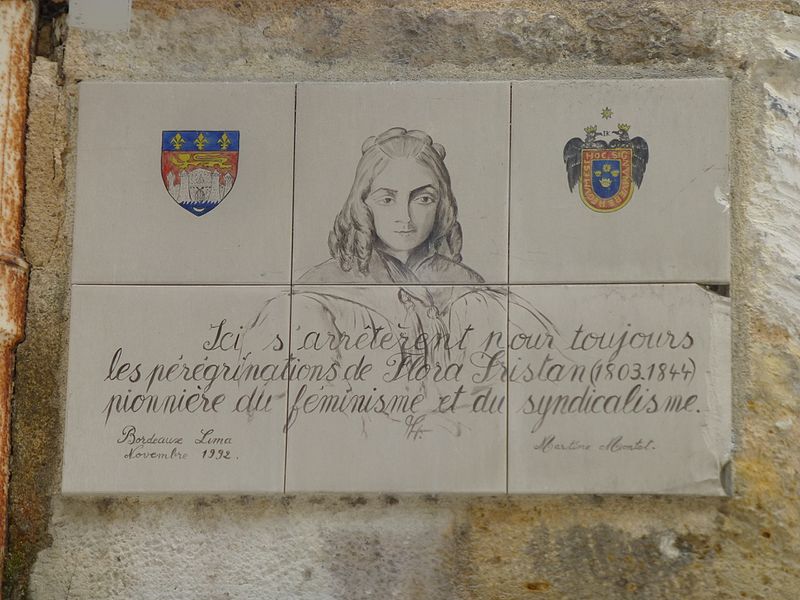 Ici s'arrêtèrent pour toujours
les pérégrinations de Flora Tristan (1803.1844)
pionnière du féminisme et du syndicalisme.
Bordeaux Lima
Novembre 1992.
Martine Montel.